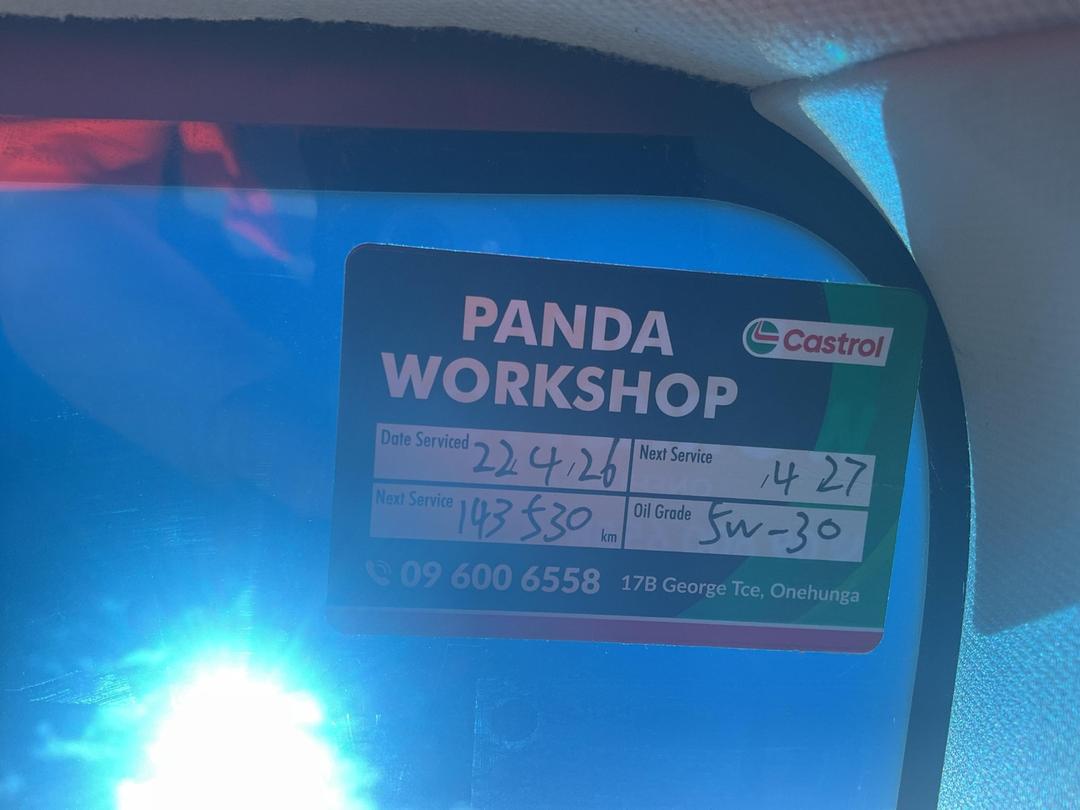 PANDA
WORKSHOP
Castrol
Date Serviced 22.4.26
Next Service .4.27
Next Service 143530 km
Oil Grade 5W-30
09 600 6558
17B George Tce, Onehunga